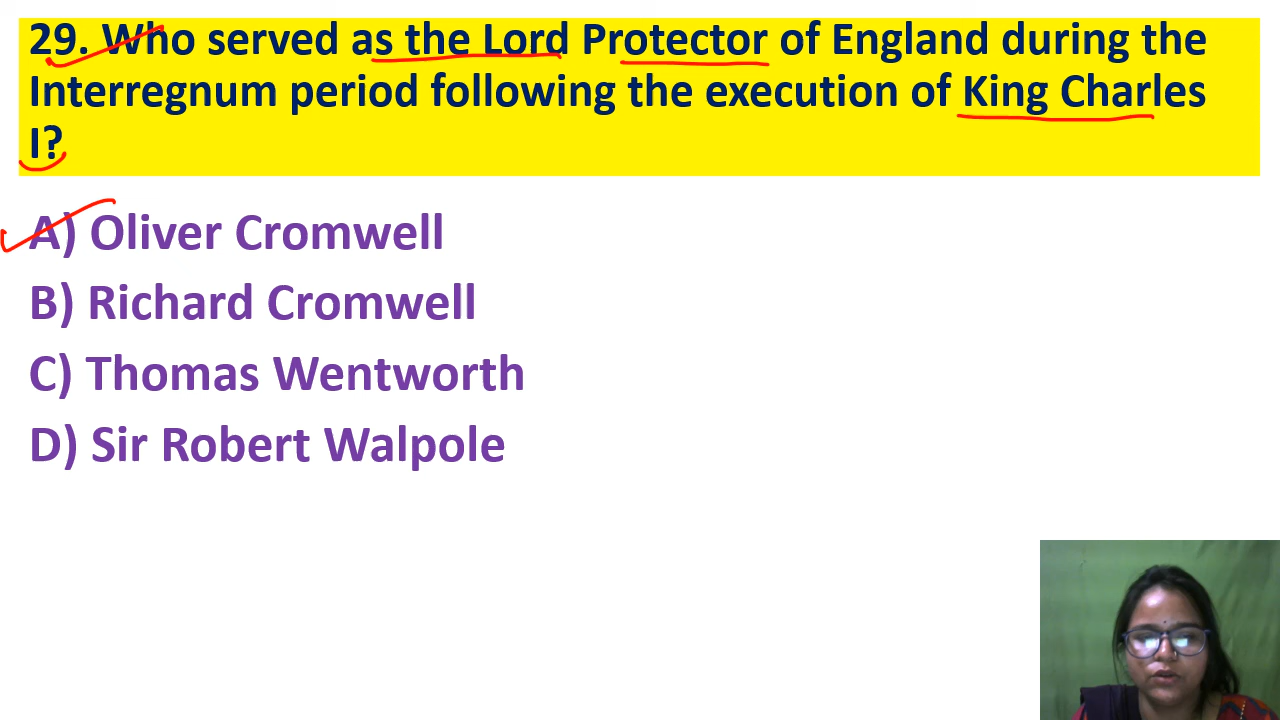 29. Who served as the Lord Protector of England during the
Interregnum period following the execution of King Charles
I?
A) Oliver Cromwell
B) Richard Cromwell
C) Thomas Wentworth
D) Sir Robert Walpole